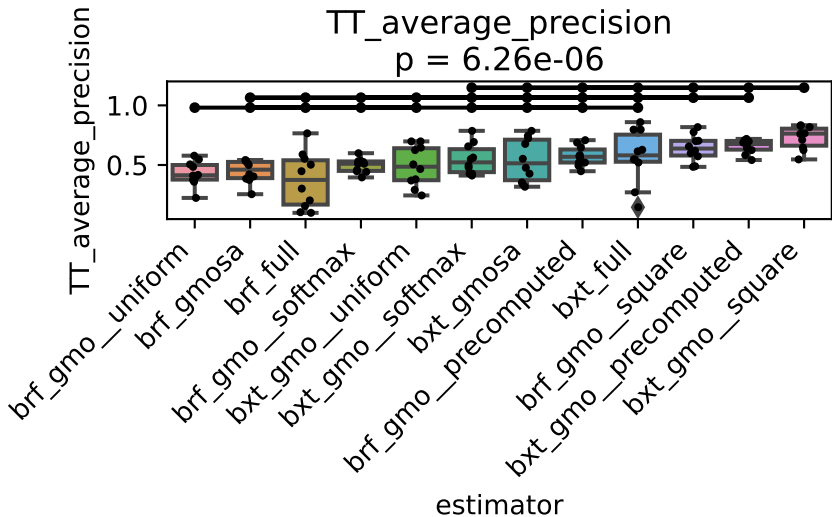 TT_average_precision
p = 6.26e-06
TT_average_precision
1.0
0.5
brf_gmo__uniform
brf_gmosa
brf_full
brf_gmo__softmax
bxt_gmo__uniform
bxt_gmo__softmax
bxt_gmosa
brf_gmo__precomputed
bxt_full
brf_gmo__square
bxt_gmo__precomputed
bxt_gmo__square
estimator